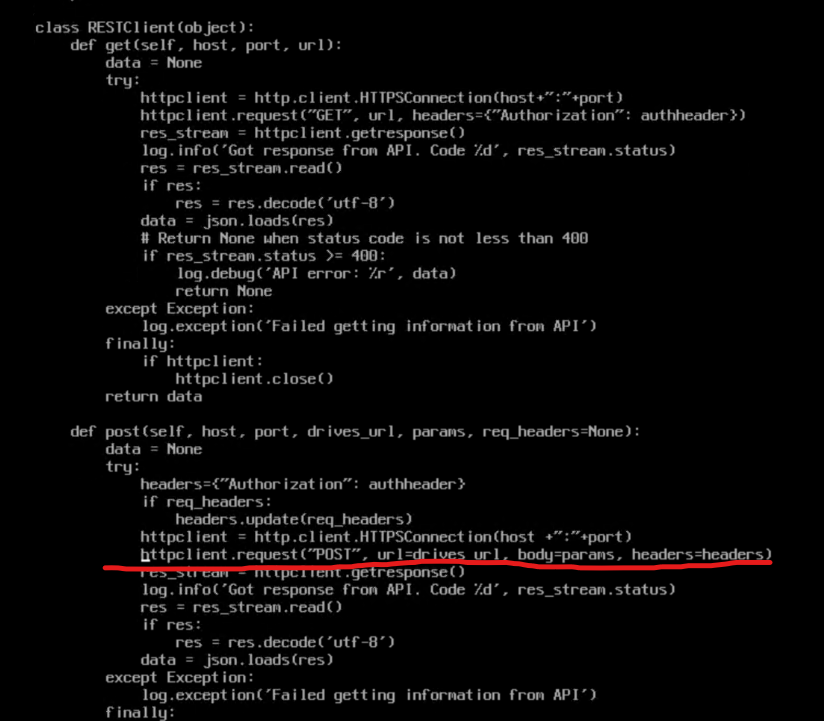 class RESTClient(object):
    def get(self, host, port, url):
        data = None
        try:
            httpclient = http.client.HTTPSConnection(host+":"+port)
            httpclient.request("GET", url, headers={"Authorization": authheader})
            res_stream = httpclient.getresponse()
            log.info('Got response from API. Code %d', res_stream.status)
            res = res_stream.read()
            if res:
                res = res.decode('utf-8')
            data = json.loads(res)
            # Return None when status code is not less than 400
            if res_stream.status >= 400:
                log.debug('API error: %r', data)
                return None
        except Exception:
            log.exception('Failed getting information from API')
        finally:
            if httpclient:
                httpclient.close()
        return data
    def post(self, host, port, drives_url, params, req_headers=None):
        data = None
        try:
            headers={"Authorization": authheader}
            if req_headers:
                headers.update(req_headers)
            httpclient = http.client.HTTPSConnection(host +":"+port)
            httpclient.request("POST", url=drives_url, body=params, headers=headers)
            res_stream = httpclient.getresponse()
            log.info('Got response from API. Code %d', res_stream.status)
            res = res_stream.read()
            if res:
                res = res.decode('utf-8')
            data = json.loads(res)
        except Exception:
            log.exception('Failed getting information from API')
        finally: